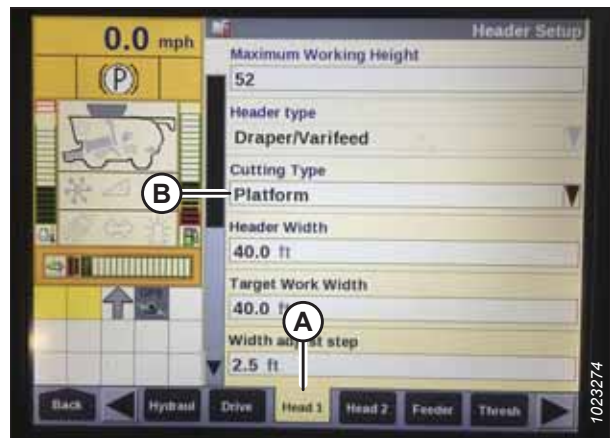 0.0 mph
(P)
Header Setup
Maximum Working Height
52
Header type
Draper/Varifeed
Cutting Type
B
Platform
Header Width
40.0 ft
Target Work Width
40.0 ft
A
Width adjust step
2.5 ft
Back
Hydraul
Drive
Head 1
Head 2
Feeder
Thresh
1023274